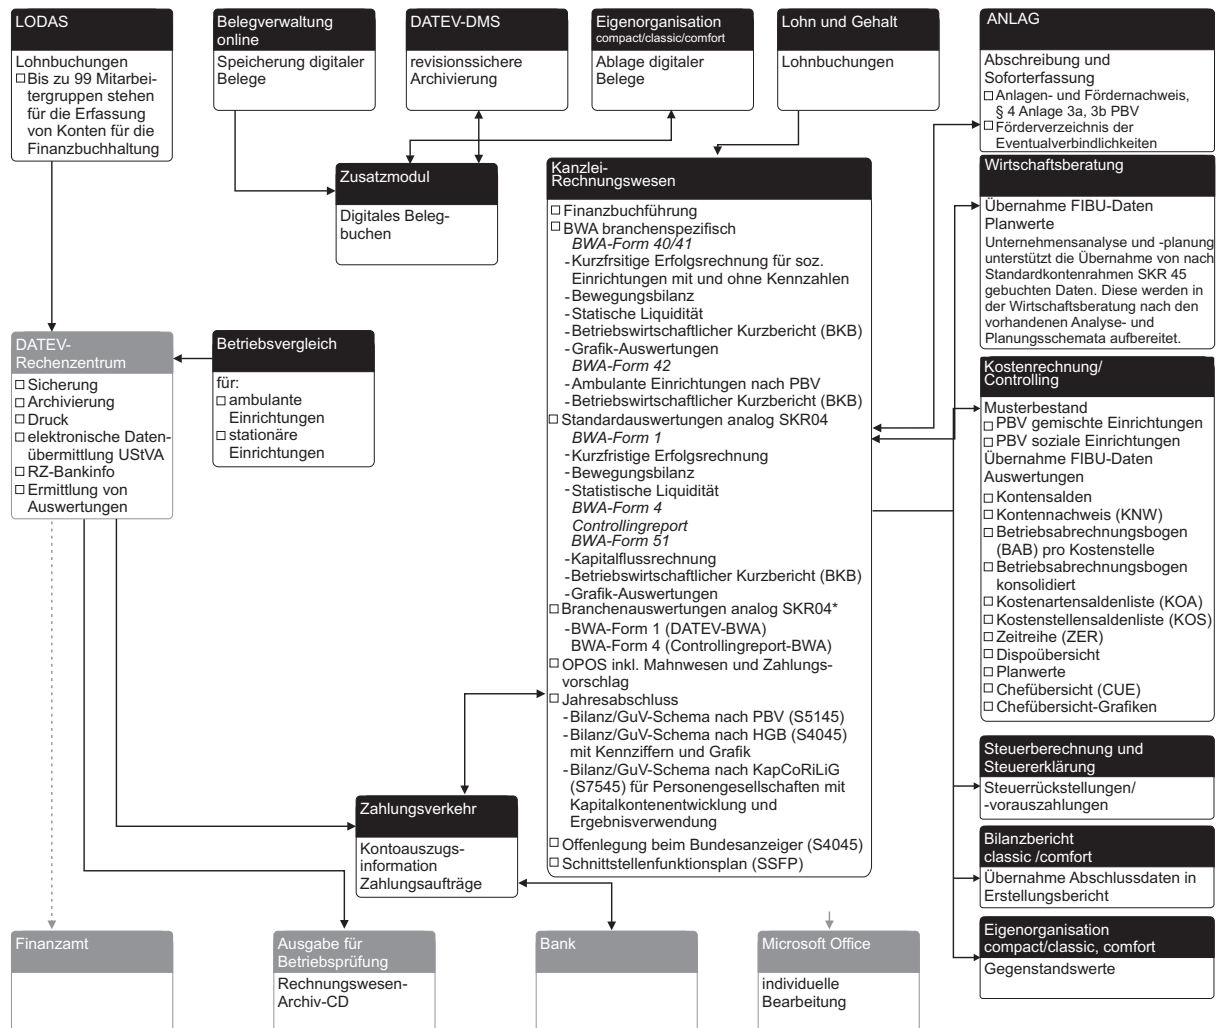 LODAS
Lohnbuchungen
Bis zu 99 Mitarbei-
tergruppen stehen
für die Erfassung
von Konten für die
Finanzbuchhaltung
Belegverwaltung
online
Speicherung digitaler
Belege
DATEV-DMS
revisionssichere
Archivierung
Eigenorganisation
compact/classic/comfort
Ablage digitaler
Belege
Lohn und Gehalt
Lohnbuchungen
ANLAG
Abschreibung und
Soforterfassung
Anlagen- und Fördernachweis,
§ 4 Anlage 3a, 3b PBV
Förderverzeichnis der
Eventualverbindlichkeiten
Zusatzmodul
Digitales Beleg-
buchen
Kanzlei-
Rechnungswesen
Finanzbuchführung
BWA branchenspezifisch
BWA-Form 40/41
-Kurzfrsitige Erfolgsrechnung für soz.
Einrichtungen mit und ohne Kennzahlen
-Bewegungsbilanz
-Statische Liquidität
-Betriebswirtschaftlicher Kurzbericht (BKB)
-Grafik-Auswertungen
BWA-Form 42
-Ambulante Einrichtungen nach PBV
-Betriebswirtschaftlicher Kurzbericht (BKB)
Standardauswertungen analog SKR04
BWA-Form 1
-Kurzfristige Erfolgsrechnung
-Bewegungsbilanz
-Statistische Liquidität
BWA-Form 4
Controllingreport
BWA-Form 51
-Kapitalflussrechnung
-Betriebswirtschaftlicher Kurzbericht (BKB)
-Grafik-Auswertungen
Branchenauswertungen analog SKR04*
-BWA-Form 1 (DATEV-BWA)
BWA-Form 4 (Controllingreport-BWA)
OPOS inkl. Mahnwesen und Zahlungs-
vorschlag
Jahresabschluss
-Bilanz/GuV-Schema nach PBV (S5145)
-Bilanz/GuV-Schema nach HGB (S4045)
mit Kennziffern und Grafik
-Bilanz/GuV-Schema nach KapCoRiLiG
(S7545) für Personengesellschaften mit
Kapitalkontenentwicklung und
Ergebnisverwendung
Offenlegung beim Bundesanzeiger (S4045)
Schnittstellenfunktionsplan (SSFP)
Wirtschaftsberatung
Übernahme FIBU-Daten
Planwerte
Unternehmensanalyse und -planung
unterstützt die Übernahme von nach
Standardkontenrahmen SKR 45
gebuchten Daten. Diese werden in
der Wirtschaftsberatung nach den
vorhandenen Analyse- und
Planungsschemata aufbereitet.
DATEV-
Rechenzentrum
Sicherung
Archivierung
Druck
elektronische Daten-
übermittlung UStVA
RZ-Bankinfo
Ermittlung von
Auswertungen
Betriebsvergleich
für:
ambulante
Einrichtungen
stationäre
Einrichtungen
Kostenrechnung/
Controlling
Musterbestand
PBV gemischte Einrichtungen
PBV soziale Einrichtungen
Übernahme FIBU-Daten
Auswertungen
Kontensalden
Kontennachweis (KNW)
Betriebsabrechnungsbogen
(BAB) pro Kostenstelle
Betriebsabrechnungsbogen
konsolidiert
Kostenartensaldenliste (KOA)
Kostenstellensaldenliste (KOS)
Zeitreihe (ZER)
Dispoübersicht
Planwerte
Chefübersicht (CUE)
Chefübersicht-Grafiken
Steuerberechnung und
Steuererklärung
Steuerrückstellungen/
-vorauszahlungen
Zahlungsverkehr
Kontoauszugs-
information
Zahlungsaufträge
Bilanzbericht
classic /comfort
Übernahme Abschlussdaten in
Erstellungsbericht
Eigenorganisation
compact/classic, comfort
Gegenstandswerte
Finanzamt
Ausgabe für
Betriebsprüfung
Rechnungswesen-
Archiv-CD
Bank
Microsoft Office
individuelle
Bearbeitung